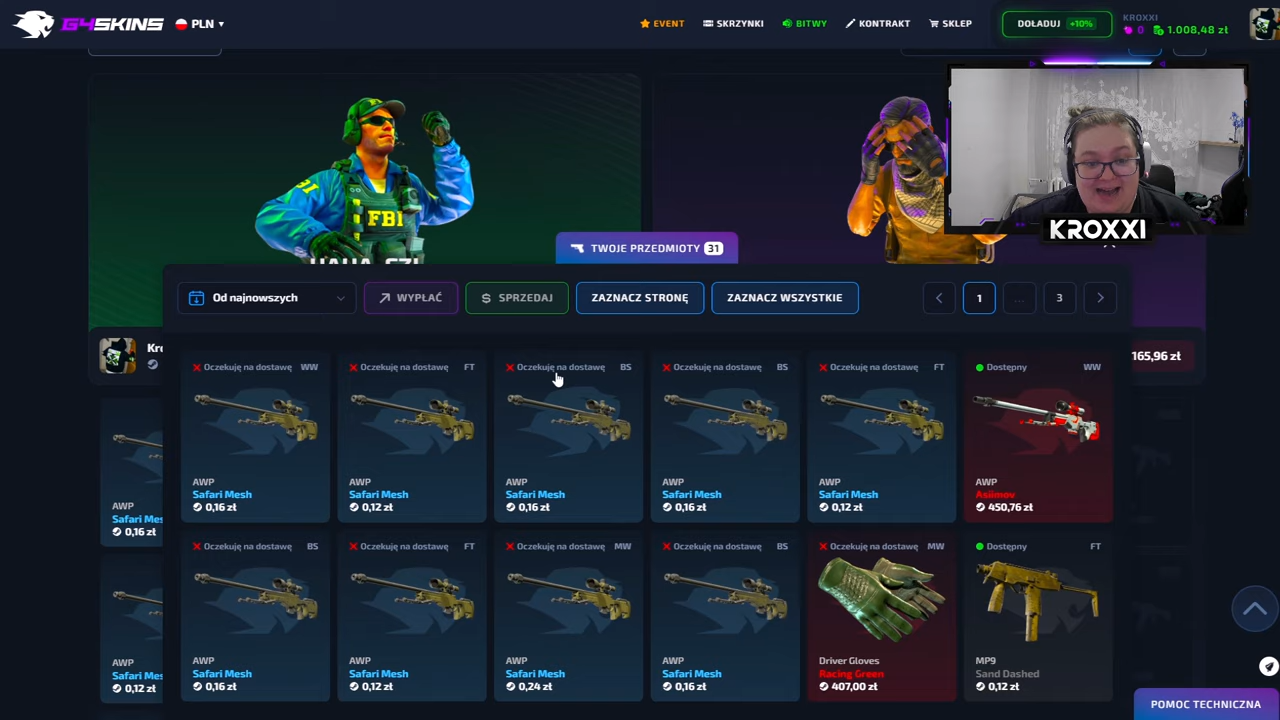 G4SKINS
PLN
EVENT
SKRZYNKI
BITWY
KONTRAKT
SKLEP
DOŁADUJ +10%
KROXXI
0 1.008,48 zł
FBI
KROXXI
TWOJE PRZEDMIOTY 31
Od najnowszych
WYPŁAĆ
SPRZEDAJ
ZAZNACZ STRONĘ
ZAZNACZ WSZYSTKIE
1
...
3
Kro
165,96 zł
Oczekuję na dostawę WW
AWP
Safari Mesh
0,16 zł
Oczekuję na dostawę FT
AWP
Safari Mesh
0,12 zł
Oczekuję na dostawę BS
AWP
Safari Mesh
0,16 zł
Oczekuję na dostawę BS
AWP
Safari Mesh
0,16 zł
Oczekuję na dostawę FT
AWP
Safari Mesh
0,12 zł
Dostępny WW
AWP
Asiimov
450,76 zł
AWP
Safari Mes
0,16 zł
Oczekuję na dostawę BS
AWP
Safari Mesh
0,16 zł
Oczekuję na dostawę FT
AWP
Safari Mesh
0,12 zł
Oczekuję na dostawę MW
AWP
Safari Mesh
0,24 zł
Oczekuję na dostawę BS
AWP
Safari Mesh
0,16 zł
Oczekuję na dostawę MW
Driver Gloves
Racing Green
407,00 zł
Dostępny FT
MP9
Sand Dashed
0,12 zł
AWP
Safari Mes
0,12 zł
POMOC TECHNICZNA